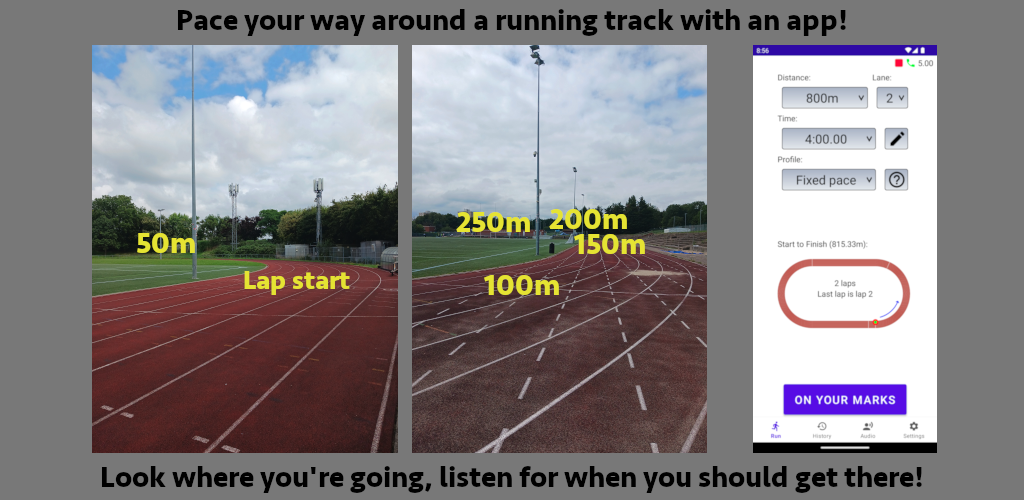 Pace your way around a running track with an app!
50m
Lap start
250m
200m
150m
100m
8:56
5.00
Distance:
Lane:
800m
2
Time:
4:00.00
Profile:
Fixed pace
Start to Finish (815.33m):
2 laps
Last lap is lap 2
ON YOUR MARKS
Run
History
Audio
Settings
Look where you're going, listen for when you should get there!